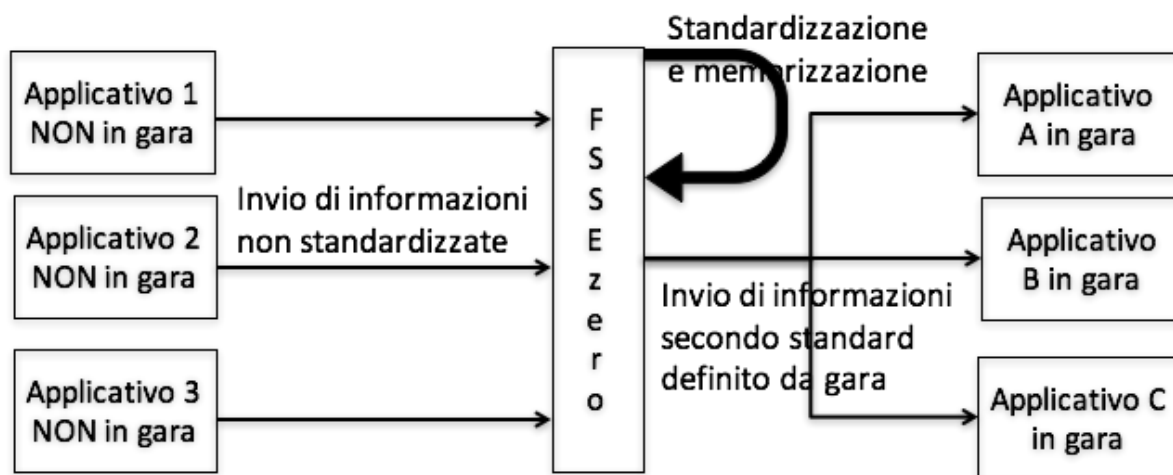 Applicativo 1
NON in gara
Applicativo 2
NON in gara
Applicativo 3
NON in gara
Invio di informazioni
non standardizzate
F
S
S
E
z
e
r
o
Standardizzazione
e memorizzazione
Invio di informazioni
secondo standard
definito da gara
Applicativo
A in gara
Applicativo
B in gara
Applicativo C
in gara